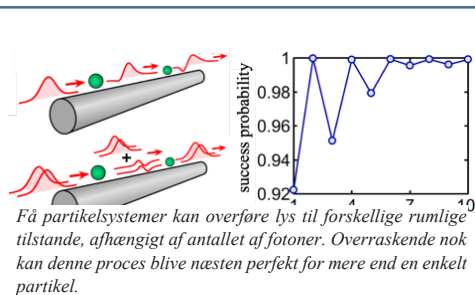 +
success probability
1
0.98
0.96
0.94
0.92
4
7
10
Få partikelsystemer kan overføre lys til forskellige rumlige
tilstande, afhængigt af antallet af fotoner. Overraskende nok
kan denne proces blive næsten perfekt for mere end en enkelt
partikel.